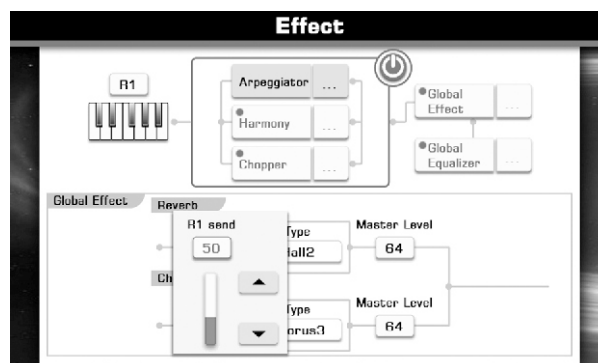 Effect
R1
Arpeggiator ...
Harmony ...
Chopper ...
Global Effect ...
Global Equalizer ...
Global Effect
Reverb
R1 send
50
Type
Master Level
64
Type
Master Level
64